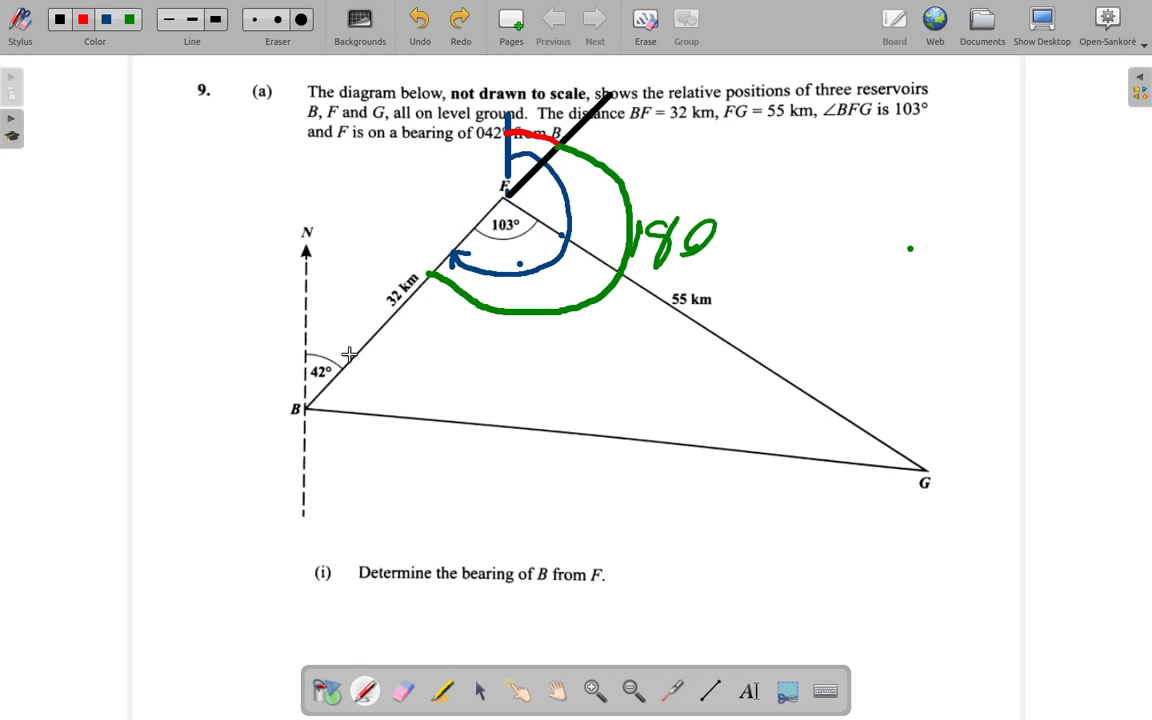 Stylus
Color
Line
Eraser
Backgrounds
Undo
Redo
Pages
Previous
Next
Erase
Group
Board
Web
Documents
Show Desktop
Open-Sankoré
9. (a) The diagram below, not drawn to scale, shows the relative positions of three reservoirs
B, F and G, all on level ground. The distance BF = 32 km, FG = 55 km, ∠BFG is 103°
and F is on a bearing of 042° from B.
F
103°
180
N
32 km
55 km
42°
B
G
(i) Determine the bearing of B from F.